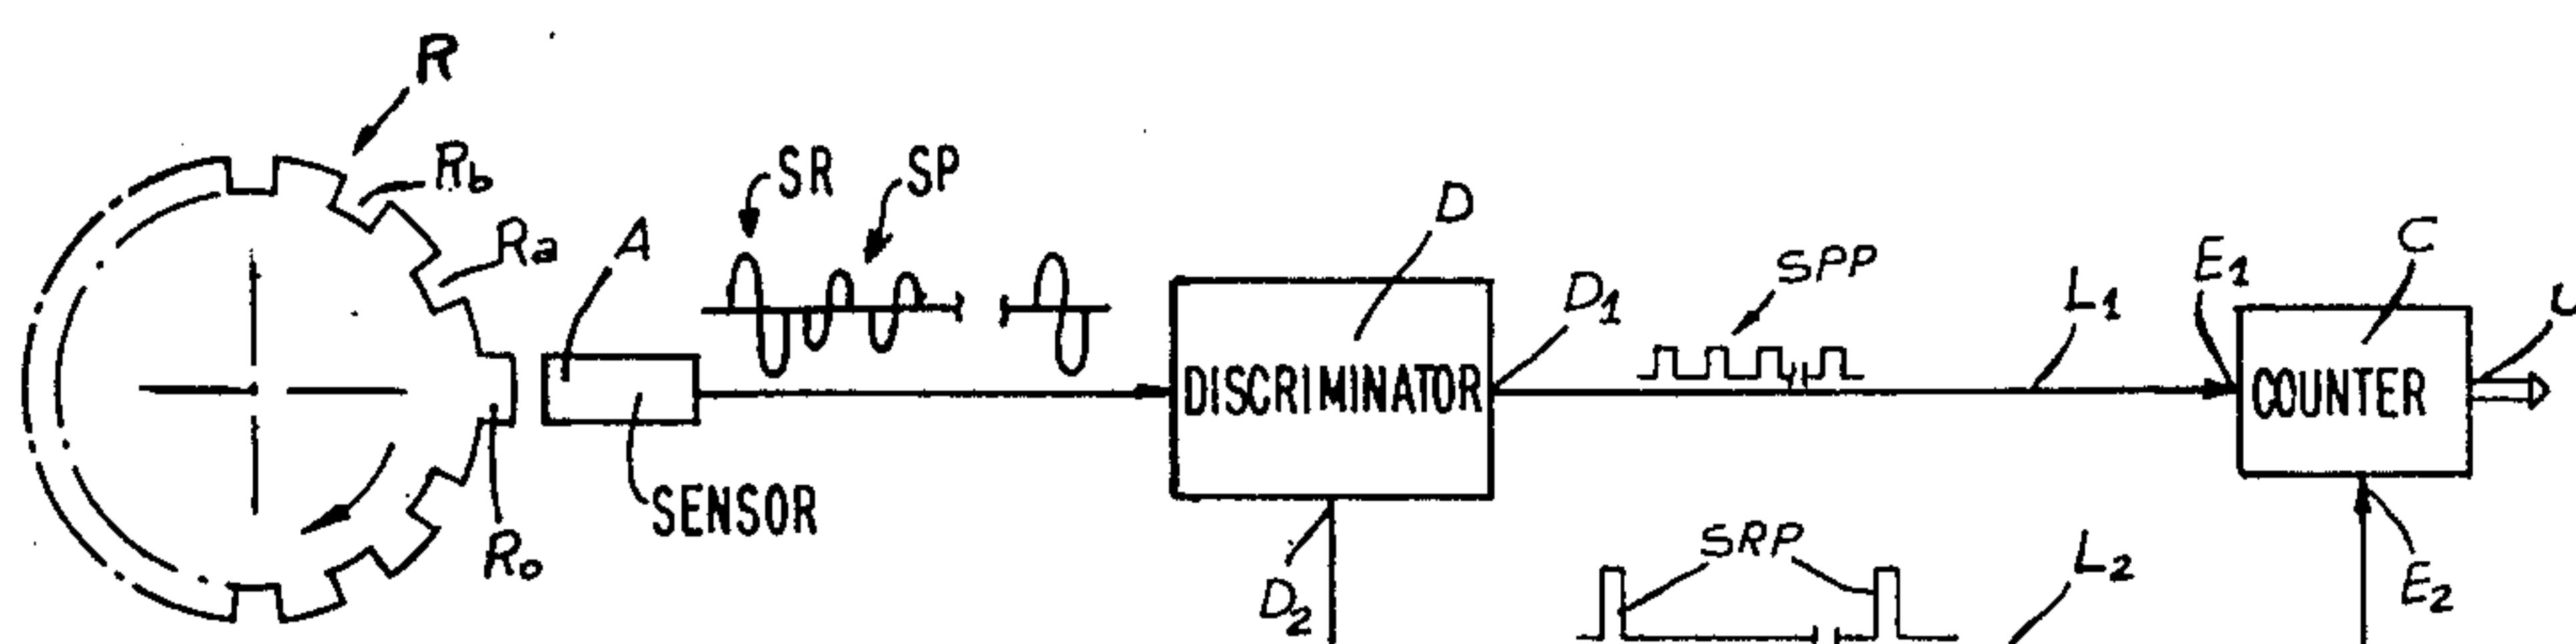 R
Rb
Ra
A
SR
SP
D
SPP
D1
L1
E1
C
U
DISCRIMINATOR
COUNTER
SENSOR
Ro
D2
SRP
L2
E2